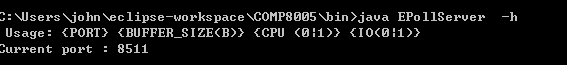 C:\Users\john\eclipse-workspace\COMP8005\bin>java EPollServer  -h
 Usage: {PORT} {BUFFER_SIZE(B)} {CPU (0|1)} {IO(0|1)}
Current port : 8511